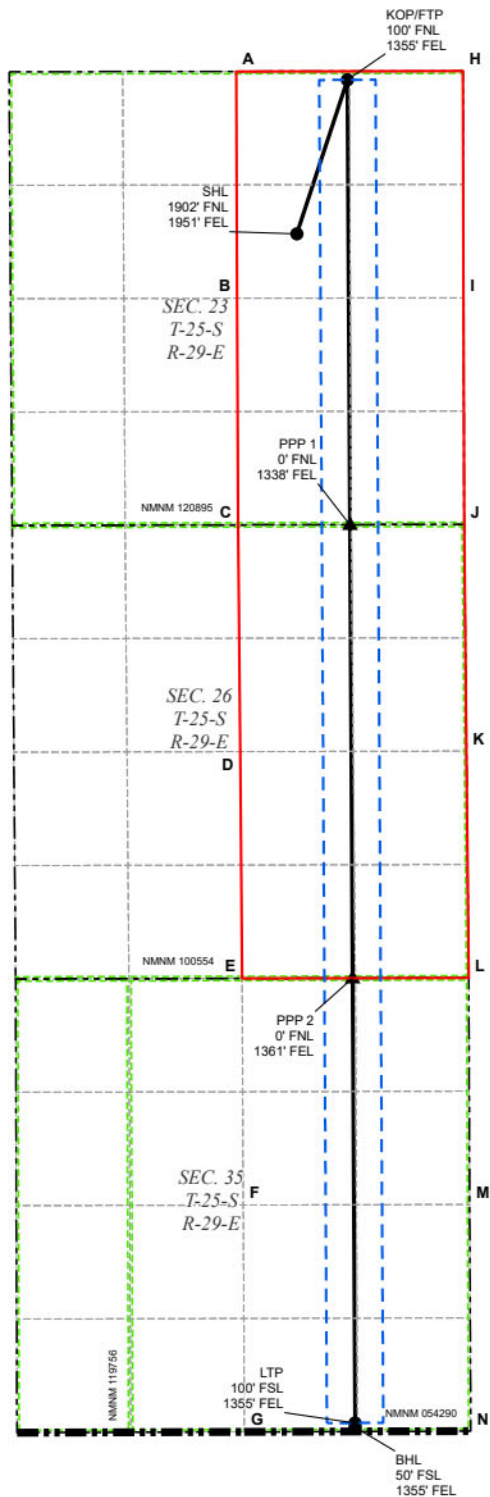 KOP/FTP
100' FNL
1355' FEL
A
H
SHL
1902' FNL
1951' FEL
B
I
SEC. 23
T-25-S
R-29-E
PPP 1
0' FNL
1338' FEL
NMNM 120895
C
J
SEC. 26
T-25-S
R-29-E
K
D
NMNM 100554
E
L
PPP 2
0' FNL
1361' FEL
SEC. 35
T-25-S
R-29-E
F
M
NMNM 119756
LTP
100' FSL
1355' FEL
G
NMNM 054290
N
BHL
50' FSL
1355' FEL